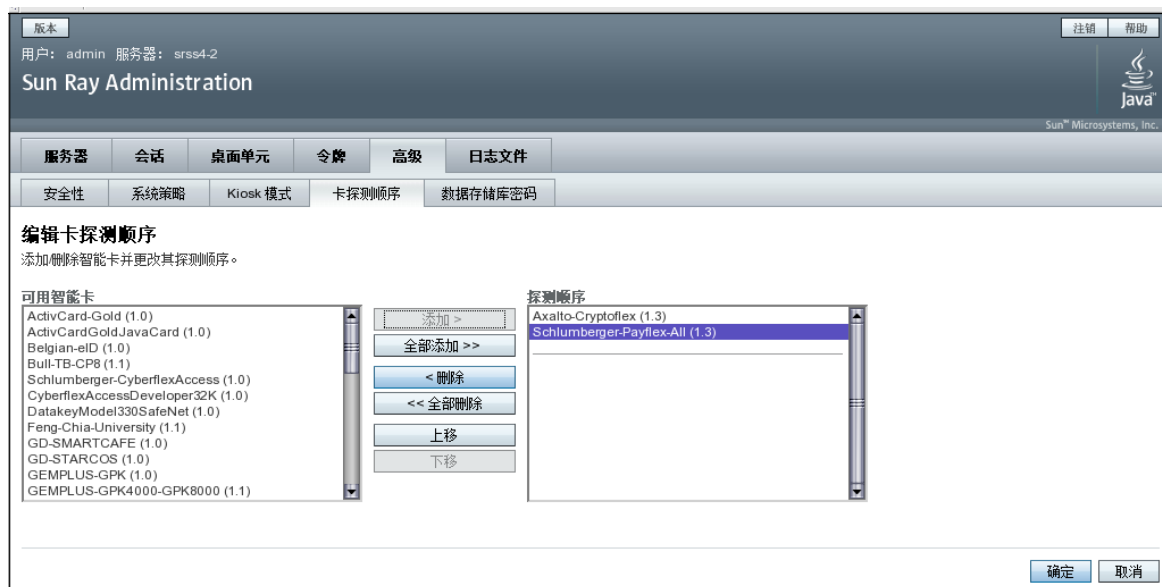 版本
注销 帮助
用户: admin 服务器: srss4-2
Sun Ray Administration
Java™
Sun™ Microsystems, Inc.
服务器 会话 桌面单元 令牌 高级 日志文件
安全性 系统策略 Kiosk 模式 卡探测顺序 数据存储库密码
编辑卡探测顺序
添加/删除智能卡并更改其探测顺序。
可用智能卡
ActivCard-Gold (1.0)
ActivCardGoldJavaCard (1.0)
Belgian-eID (1.0)
Bull-TB-CP8 (1.1)
Schlumberger-CyberflexAccess (1.0)
CyberflexAccessDeveloper32K (1.0)
DatakeyModel330SafeNet (1.0)
Feng-Chia-University (1.1)
GD-SMARTCAFE (1.0)
GD-STARCOS (1.0)
GEMPLUS-GPK (1.0)
GEMPLUS-GPK4000-GPK8000 (1.1)
添加 >
全部添加 >>
< 删除
<< 全部删除
上移
下移
探测顺序
Axalto-Cryptoflex (1.3)
Schlumberger-Payflex-All (1.3)
确定 取消